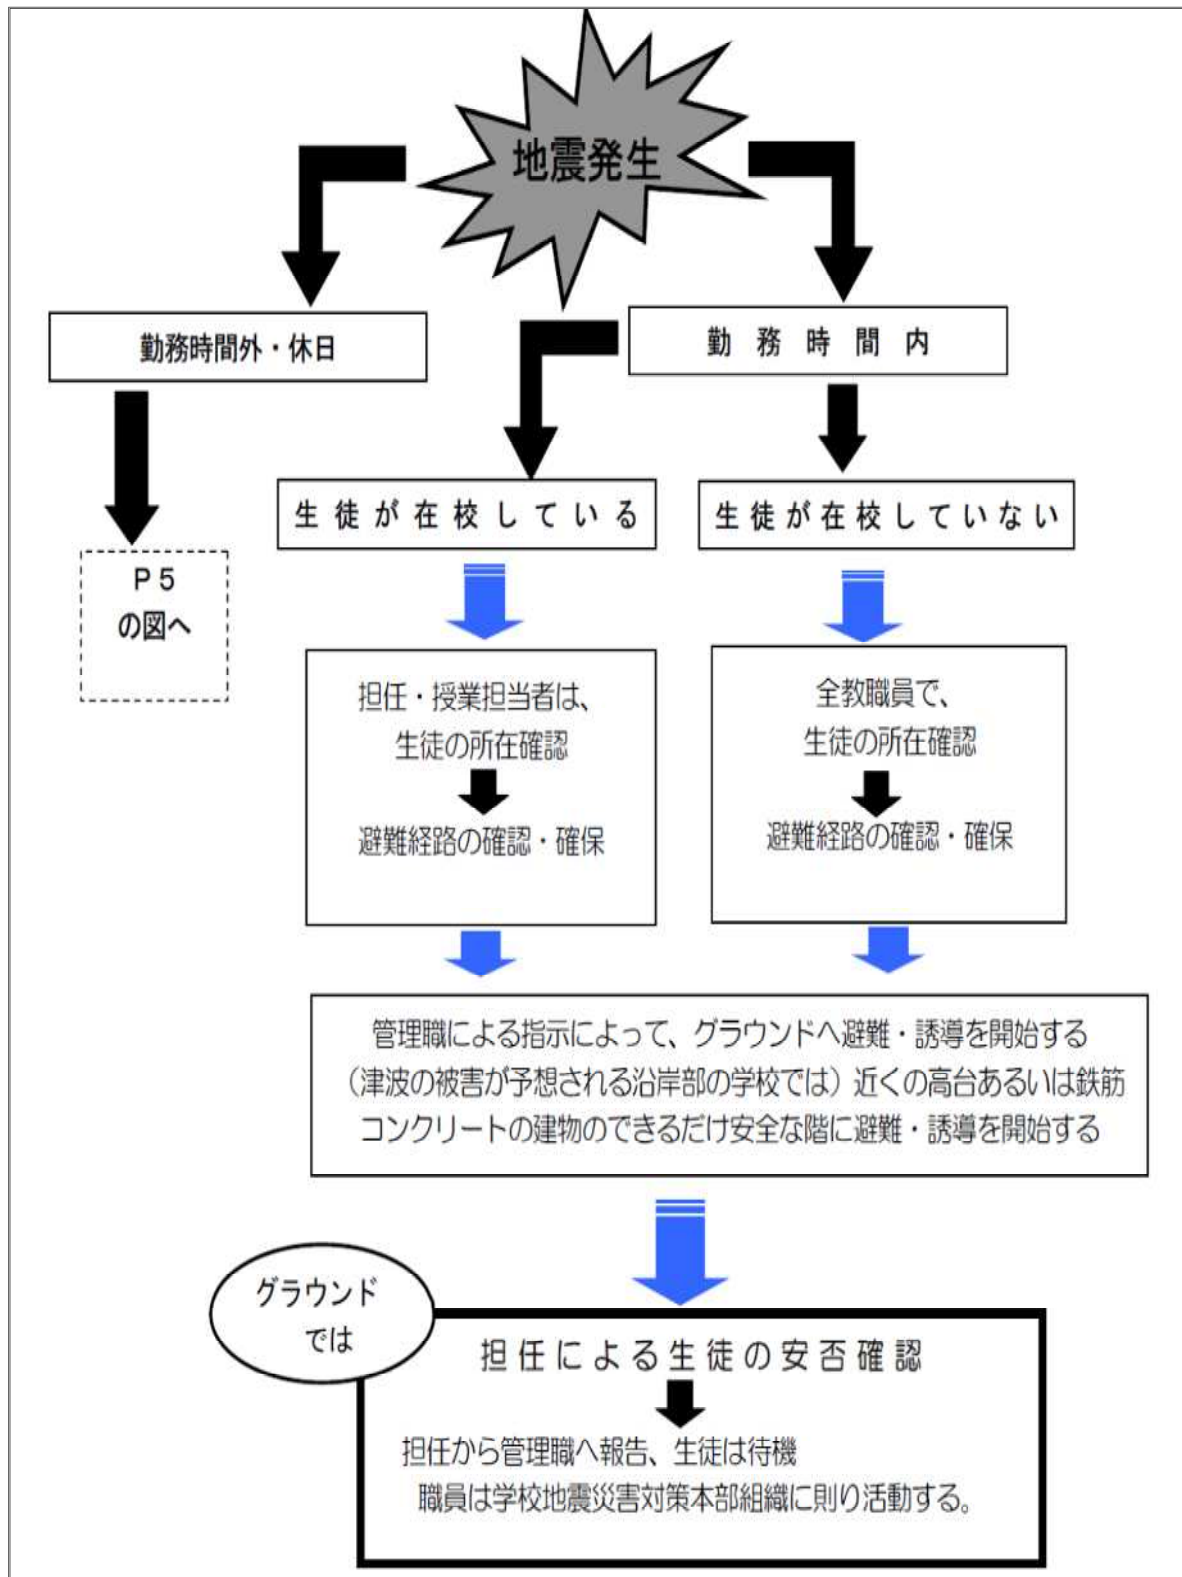 地震発生
勤務時間外・休日
勤務時間内
生徒が在校している
生徒が在校していない
P5
の図へ
担任・授業担当者は、
生徒の所在確認
避難経路の確認・確保
全教職員で、
生徒の所在確認
避難経路の確認・確保
管理職による指示によって、グラウンドへ避難・誘導を開始する
（津波の被害が予想される沿岸部の学校では）近くの高台あるいは鉄筋
コンクリートの建物のできるだけ安全な階に避難・誘導を開始する
グラウンド
では
担任による生徒の安否確認
担任から管理職へ報告、生徒は待機
職員は学校地震災害対策本部組織に則り活動する。